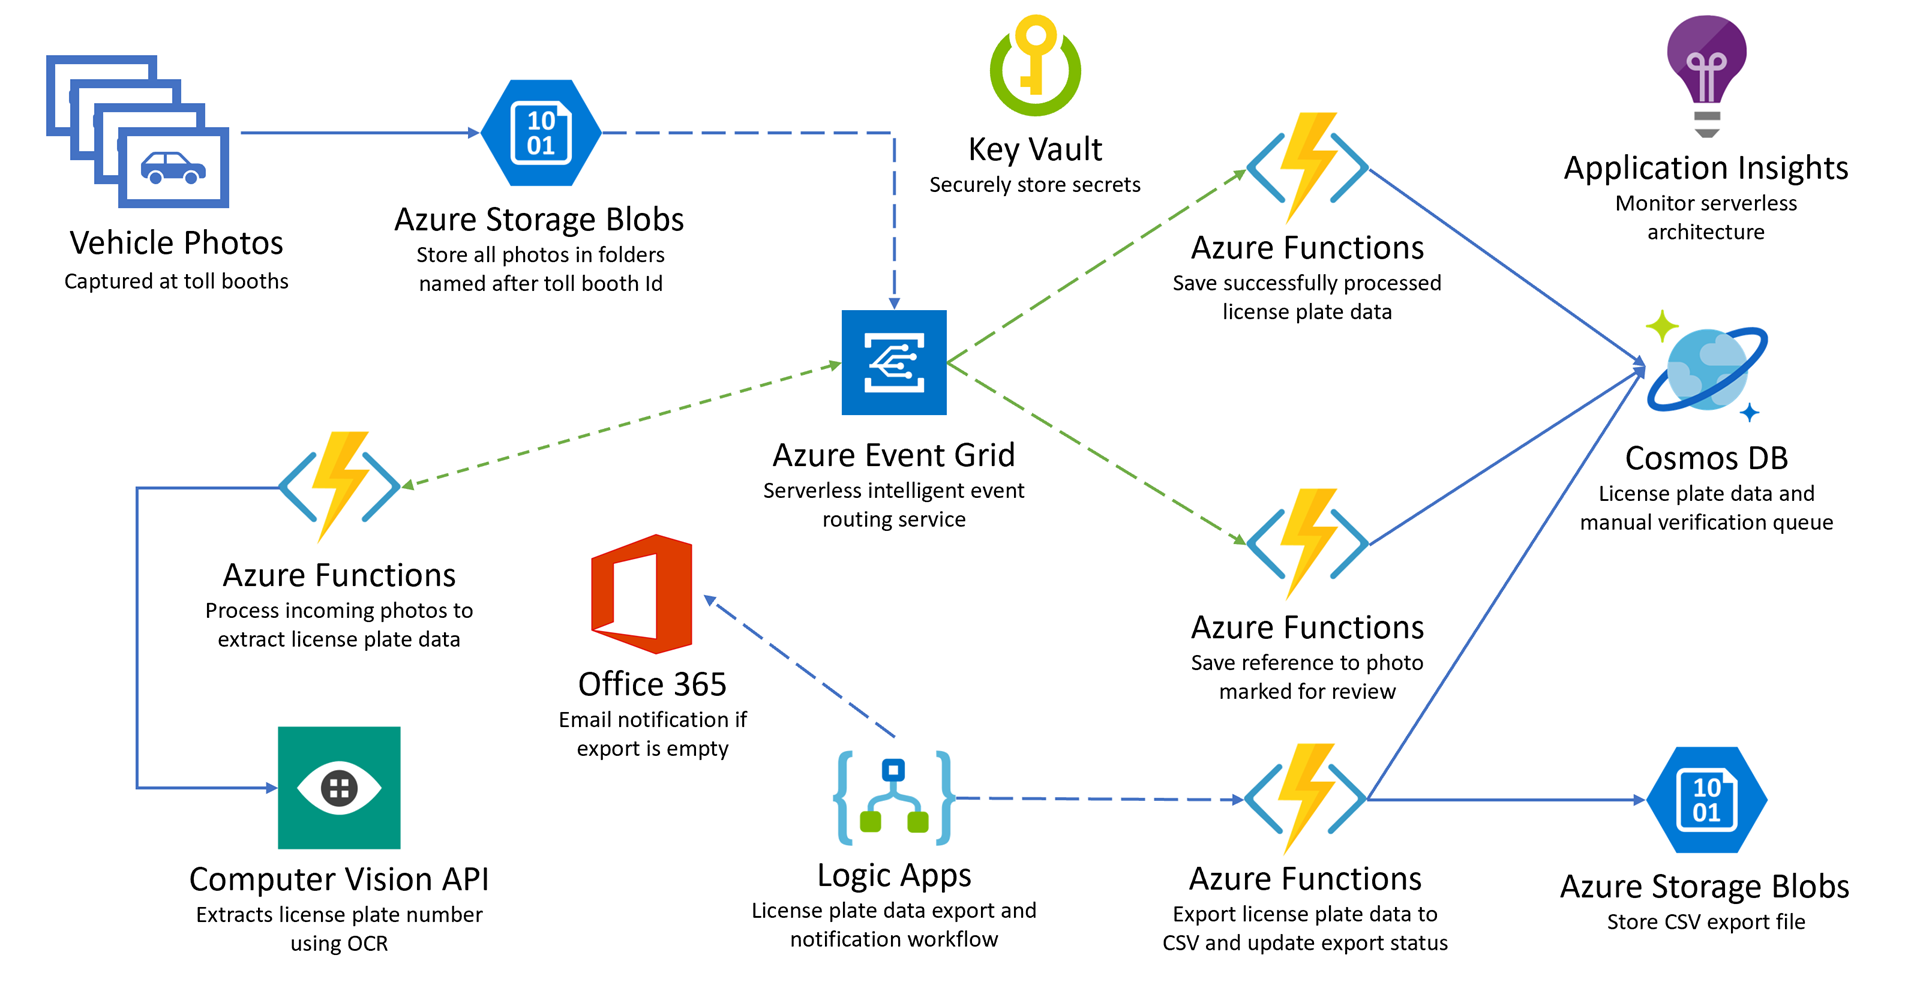 Vehicle Photos
Captured at toll booths
10
01
Azure Storage Blobs
Store all photos in folders
named after toll booth Id
Key Vault
Securely store secrets
Azure Functions
Save successfully processed
license plate data
Application Insights
Monitor serverless
architecture
Azure Event Grid
Serverless intelligent event
routing service
Cosmos DB
License plate data and
manual verification queue
Azure Functions
Process incoming photos to
extract license plate data
Office 365
Email notification if
export is empty
Azure Functions
Save reference to photo
marked for review
Computer Vision API
Extracts license plate number
using OCR
Logic Apps
License plate data export and
notification workflow
Azure Functions
Export license plate data to
CSV and update export status
10
01
Azure Storage Blobs
Store CSV export file